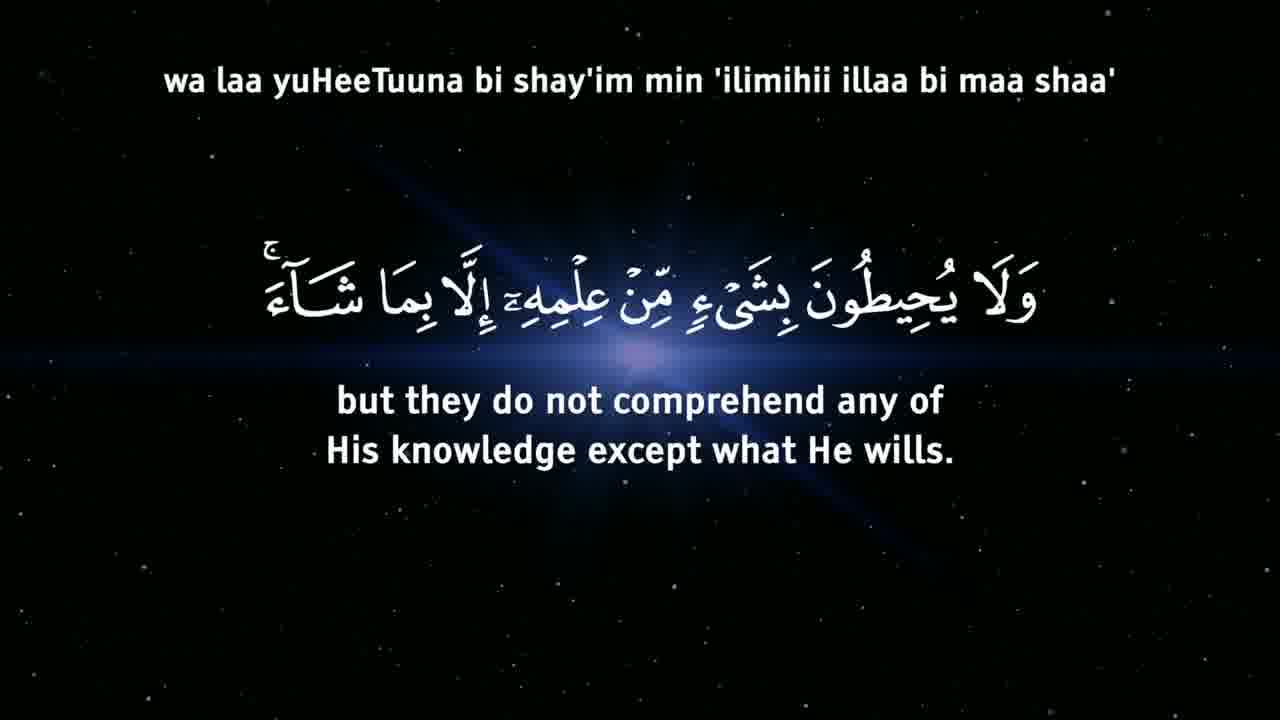 wa laa yuHeeTuuna bi shay'im min 'ilimihii illaa bi maa shaa'
وَلَا يُحِيطُونَ بِشَىْءٍ مِّنْ عِلْمِهِۦٓ إِلَّا بِمَا شَآءَ ۚ
but they do not comprehend any of
His knowledge except what He wills.